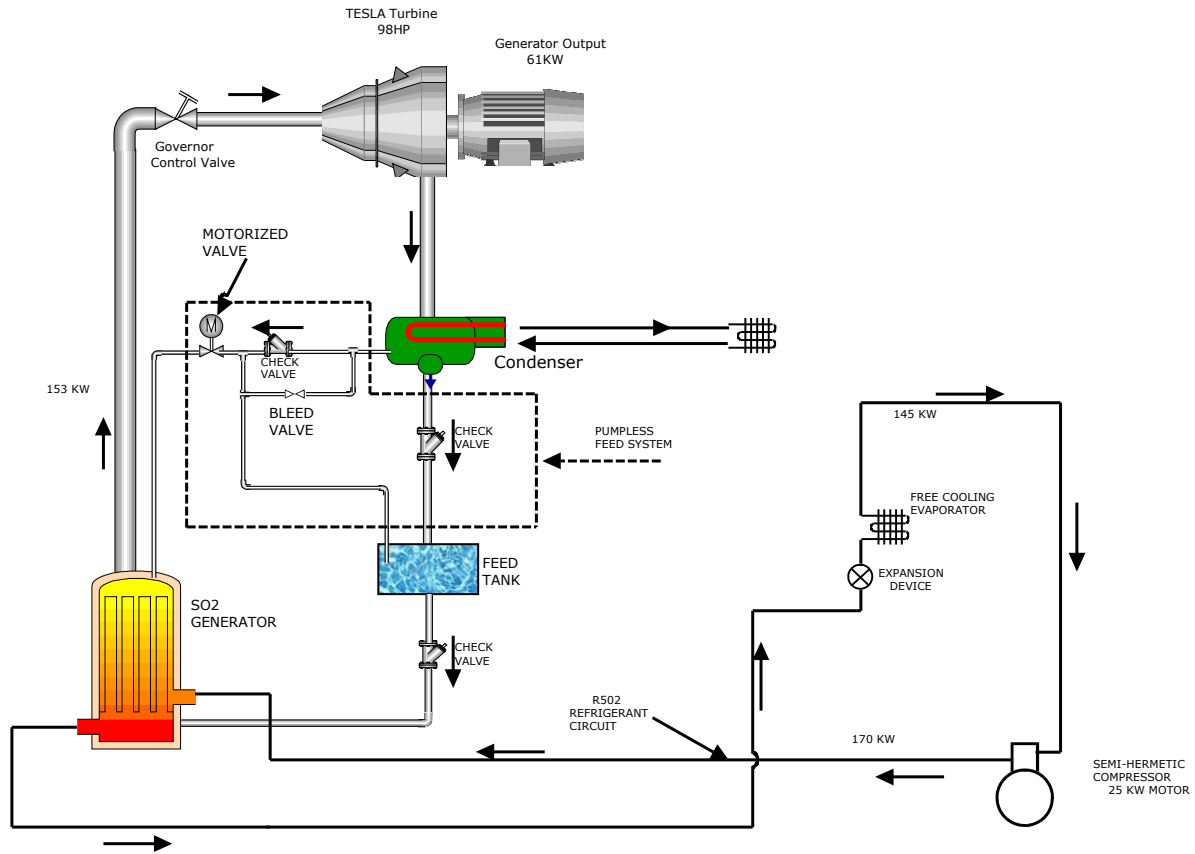 TESLA Turbine
98HP
Generator Output
61KW
Governor
Control Valve
MOTORIZED
VALVE
M
CHECK
VALVE
Condenser
153 KW
BLEED
VALVE
CHECK
VALVE
PUMPLESS
FEED SYSTEM
145 KW
FREE COOLING
EVAPORATOR
FEED
TANK
EXPANSION
DEVICE
SO2
GENERATOR
CHECK
VALVE
R502
REFRIGERANT
CIRCUIT
170 KW
SEMI-HERMETIC
COMPRESSOR
25 KW MOTOR